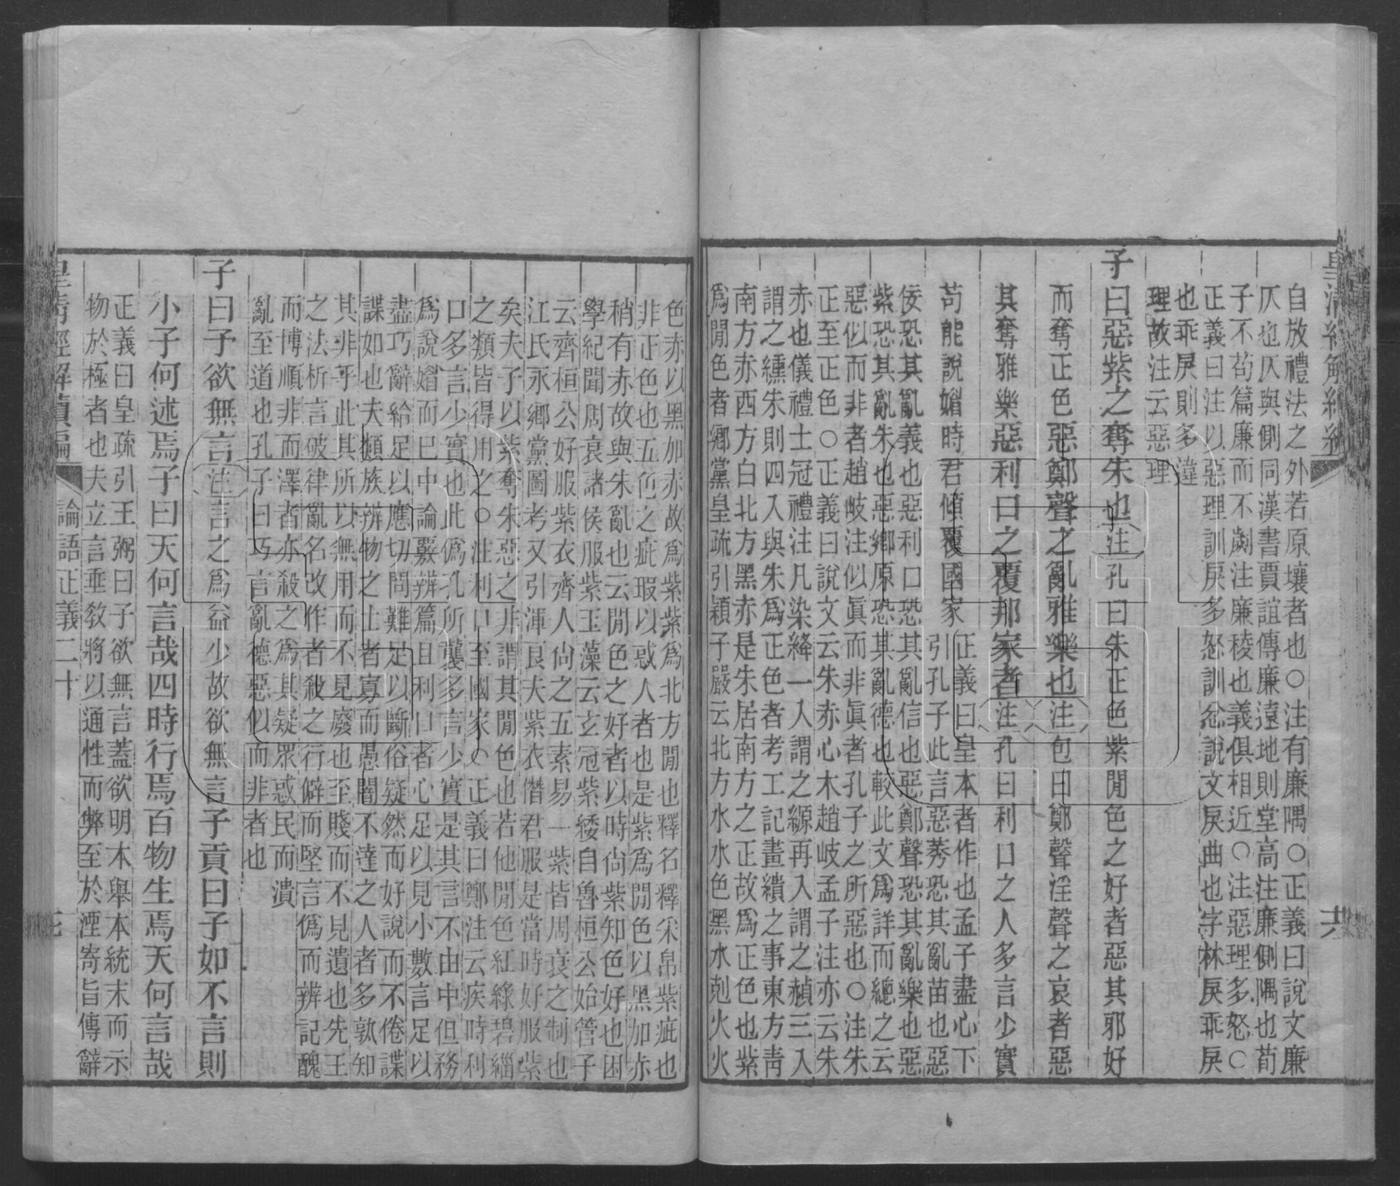 自放禮法之外若原壤者也○注有廉隅○正義曰說文廉
仄也仄與側同漢書賈誼傳廉遠地則堂高注廉側隅也荀
子不苟篇廉而不劌注廉稜也義俱相近○注惡理多怒○
正義曰注以惡理訓戾多怒訓忿說文戾曲也字林戾乖戾
也乖戾則多違
理故注云惡理
子曰惡紫之奪朱也注孔曰朱正色紫閒色之好者惡其邪好
而奪正色惡鄭聲之亂雅樂也注包曰鄭聲淫聲之哀者惡
其奪雅樂惡利口之覆邦家者注孔曰利口之人多言少實
苟能說媚時君傾覆國家
正義曰皇本者作也孟子盡心下
引孔子此言惡莠恐其亂苗也惡
佞恐其亂義也惡利口恐其亂信也惡鄭聲恐其亂樂也惡
紫恐其亂朱也惡鄉原恐其亂德也較此文爲詳而總之云
惡似而非者趙岐注似眞而非眞者孔子之所惡也○注朱
正至正色○正義曰說文云朱赤心木趙岐孟子注亦云朱
赤也儀禮士冠禮注凡染絳一入謂之縓再入謂之赬三入
謂之纁朱則四入與朱爲正色者考工記畫繢之事東方青
南方赤西方白北方黑赤是朱居南方之正故爲正色也紫
爲閒色者鄉黨皇疏引穎子嚴云北方水水色黑水剋火火
色赤以黑加赤故爲紫紫爲北方閒也釋名釋采帛紫疵也
非正色也五色之疵瑕以惑人者也是紫爲閒色以黑加赤
稍有赤故與朱亂也云閒色之好者以時尙紫知色好也困
學紀聞周衰諸侯服紫玉藻云玄冠紫緌自魯桓公始管子
云齊桓公好服紫衣齊人尙之五素易一紫皆周衰之制也
江氏永鄉黨圖考又引渾良夫紫衣僭君服是當時好服紫
矣夫子以紫奪朱惡之非謂其閒色也若他閒色紅綠碧緇
之類皆得用之○注利口至國家○正義曰鄭注云疾時利
口多言少實也此僞孔所襲多言少實是其言不由中但務
爲說媚而已中論覈辨篇且利口者心足以見小數言足以
盡巧辭給足以應切問難足以斷俗疑然而好說而不倦諜
諜如也夫類族辨物之士者寡而愚闇不達之人者多孰知
其非乎此其所以無用而不見廢也至賤而不見遺也先王
之法析言破律亂名改作者殺之行僻而堅言僞而辨記醜
而博順非而澤者亦殺之爲其疑眾惑民而潰
亂至道也孔子曰巧言亂德惡似而非者也
子曰予欲無言注言之爲益少故欲無言子貢曰子如不言則
小子何述焉子曰天何言哉四時行焉百物生焉天何言哉
正義曰皇疏引王弼曰子欲無言蓋欲明本舉本統末而示
物於極者也夫立言垂敎將以通性而弊至於湮寄旨傳辭
皇清經解續編 論語正義二十